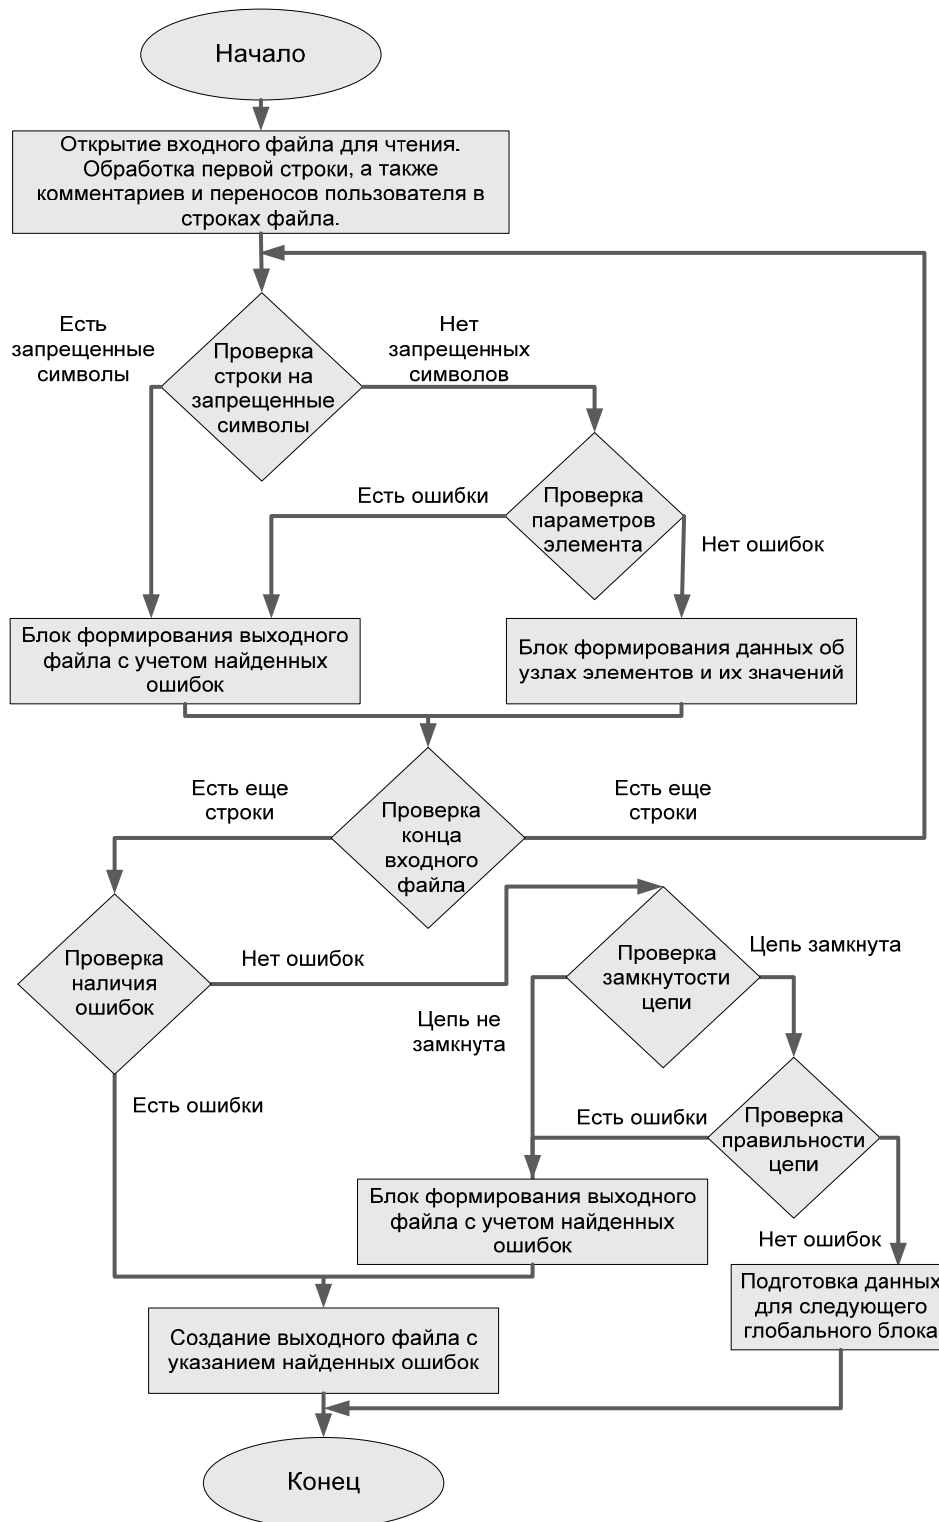 Начало
Открытие входного файла для чтения.
Обработка первой строки, а также
комментариев и переносов пользователя в
строках файла.
Есть
запрещенные
символы
Проверка
строки на
запрещенные
символы
Нет
запрещенных
символов
Есть ошибки
Проверка
параметров
элемента
Нет ошибок
Блок формирования выходного
файла с учетом найденных
ошибок
Блок формирования данных об
узлах элементов и их значений
Есть еще
строки
Проверка
конца
входного
файла
Есть еще
строки
Проверка
наличия
ошибок
Нет ошибок
Проверка
замкнутости
цепи
Цепь замкнута
Цепь не
замкнута
Есть ошибки
Есть ошибки
Проверка
правильности
цепи
Блок формирования выходного
файла с учетом найденных
ошибок
Нет ошибок
Подготовка данных
для следующего
глобального блока
Создание выходного файла с
указанием найденных ошибок
Конец